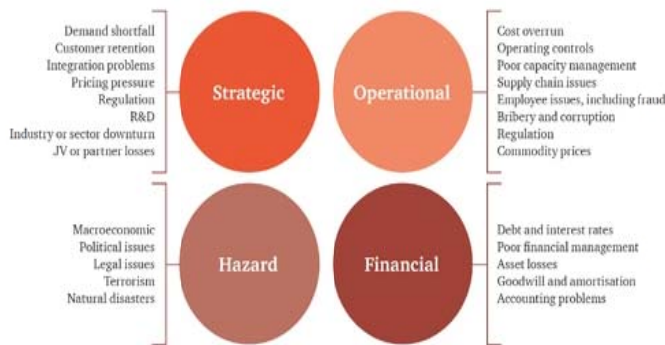 Demand shortfall
Customer retention
Integration problems
Pricing pressure
Regulation
R&D
Industry or sector downturn
JV or partner losses
Strategic
Operational
Cost overrun
Operating controls
Poor capacity management
Supply chain issues
Employee issues, including fraud
Bribery and corruption
Regulation
Commodity prices
Macroeconomic
Political issues
Legal issues
Terrorism
Natural disasters
Hazard
Financial
Debt and interest rates
Poor financial management
Asset losses
Goodwill and amortisation
Accounting problems